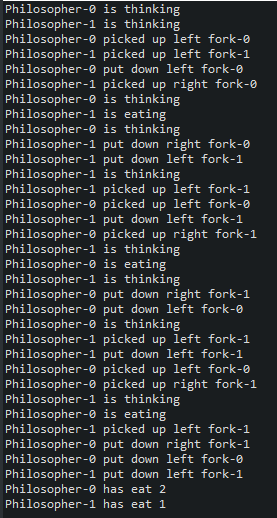 Philosopher-0 is thinking
Philosopher-1 is thinking
Philosopher-0 picked up left fork-0
Philosopher-1 picked up left fork-1
Philosopher-0 put down left fork-0
Philosopher-1 picked up right fork-0
Philosopher-0 is thinking
Philosopher-1 is eating
Philosopher-0 is thinking
Philosopher-1 put down right fork-0
Philosopher-1 put down left fork-1
Philosopher-1 is thinking
Philosopher-1 picked up left fork-1
Philosopher-0 picked up left fork-0
Philosopher-1 put down left fork-1
Philosopher-0 picked up right fork-1
Philosopher-1 is thinking
Philosopher-0 is eating
Philosopher-1 is thinking
Philosopher-0 put down right fork-1
Philosopher-0 put down left fork-0
Philosopher-0 is thinking
Philosopher-1 picked up left fork-1
Philosopher-1 put down left fork-1
Philosopher-0 picked up left fork-0
Philosopher-0 picked up right fork-1
Philosopher-1 is thinking
Philosopher-0 is eating
Philosopher-1 picked up left fork-1
Philosopher-0 put down right fork-1
Philosopher-0 put down left fork-0
Philosopher-1 put down left fork-1
Philosopher-0 has eat 2
Philosopher-1 has eat 1